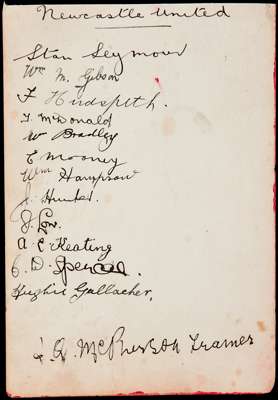 Newcastle United
Stan Seymour
Wm M. Gibson
F Hudspeth.
T. McDonald
W Bradley
E Mooney
Wm Hampson
J. Hunter.
J. Low.
A E Keating
C. D. Spencer.
Hughie Gallacher.
J. Q. McPherson Trainer